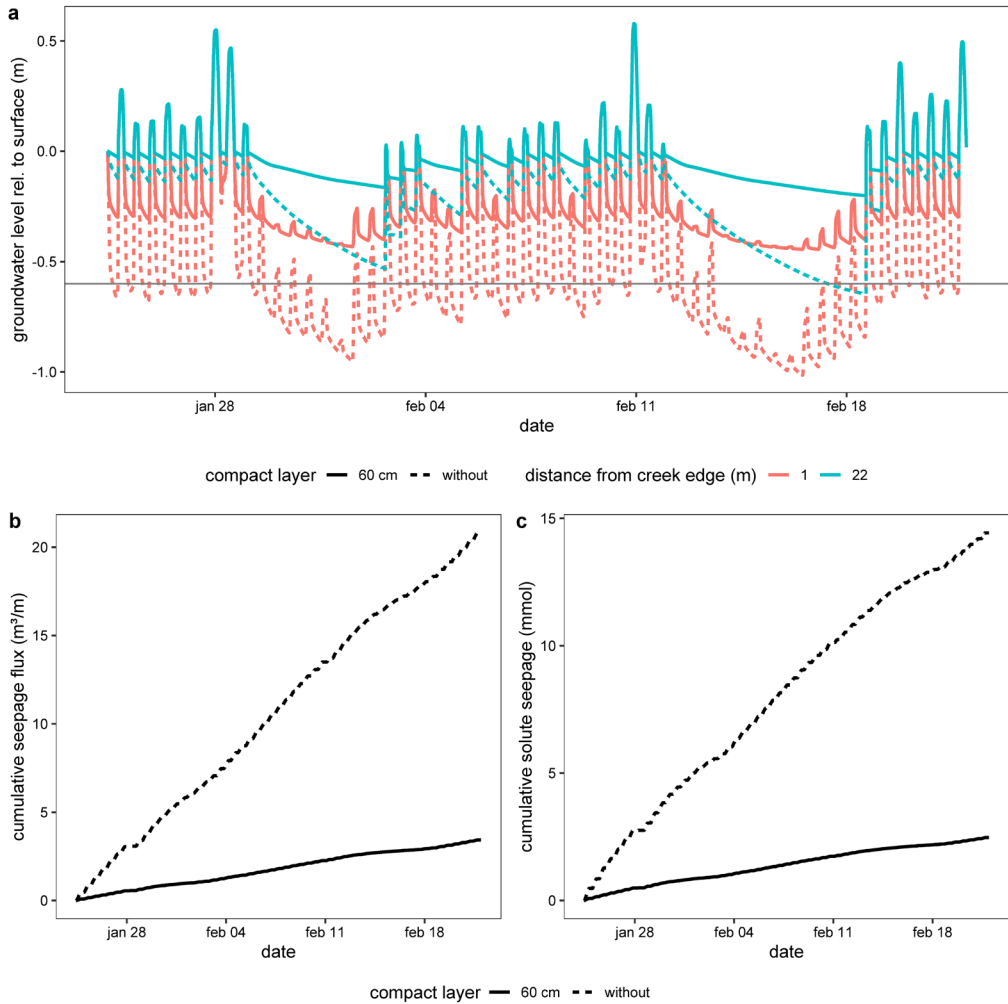 a
groundwater level rel. to surface (m)
0.5
0.0
-0.5
-1.0
jan 28 feb 04 feb 11 feb 18
date
compact layer 60 cm without distance from creek edge (m) 1 22
b
cumulative seepage flux (m³/m)
20
15
10
5
0
jan 28 feb 04 feb 11 feb 18
date
c
cumulative solute seepage (mmol)
15
10
5
0
jan 28 feb 04 feb 11 feb 18
date
compact layer 60 cm without